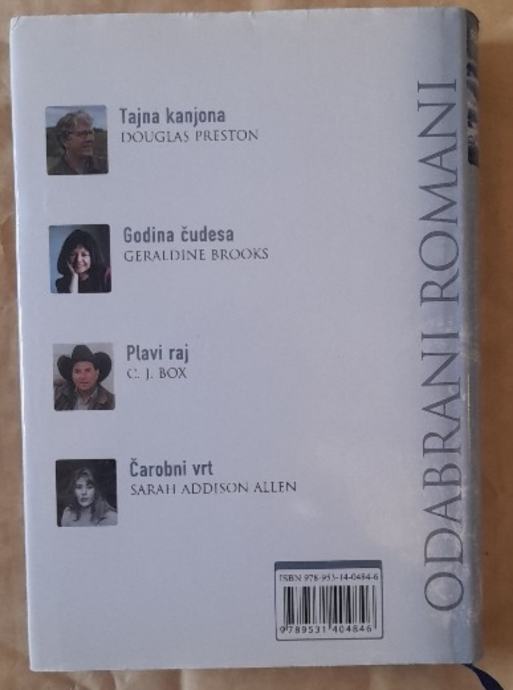 Tajna kanjona
DOUGLAS PRESTON
Godina čudesa
GERALDINE BROOKS
Plavi raj
C. J. BOX
Čarobni vrt
SARAH ADDISON ALLEN
ODABRANI ROMANI
ISBN 978-953-14-0484-6
9789531404846